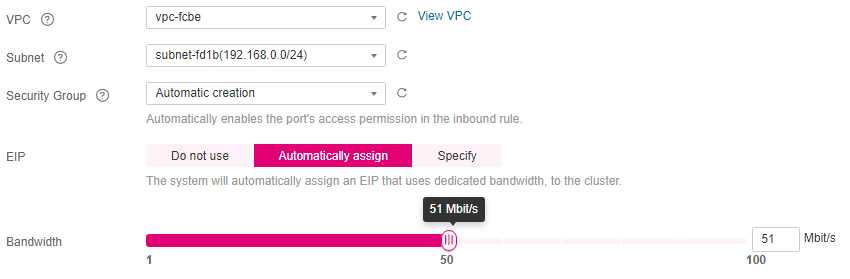 VPC ? vpc-fcbe View VPC
Subnet ? subnet-fd1b(192.168.0.0/24)
Security Group ? Automatic creation
Automatically enables the port's access permission in the inbound rule.
EIP Do not use Automatically assign Specify
The system will automatically assign an EIP that uses dedicated bandwidth, to the cluster.
51 Mbit/s
Bandwidth 51 Mbit/s
1 50 100